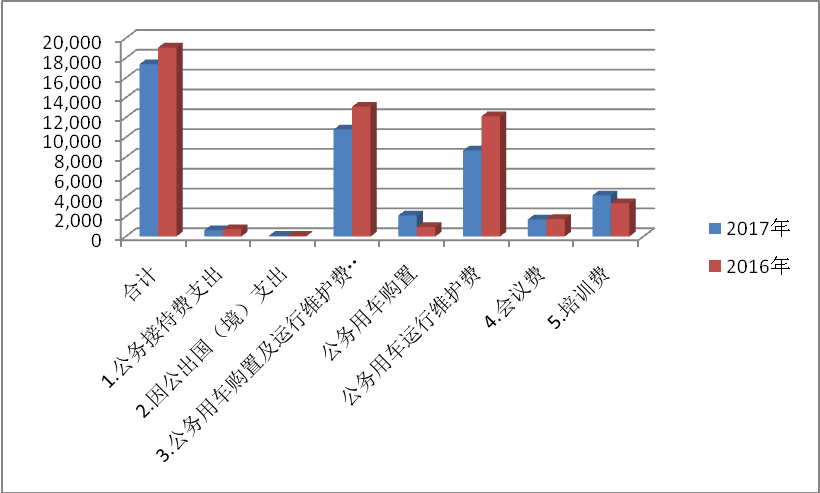 20,000
18,000
16,000
14,000
12,000
10,000
8,000
6,000
4,000
2,000
0
合计
1.公务接待费支出
2.因公出国（境）支出
3.公务用车购置及运行维护费..
公务用车购置
公务用车运行维护费
4.会议费
5.培训费
2017年
2016年